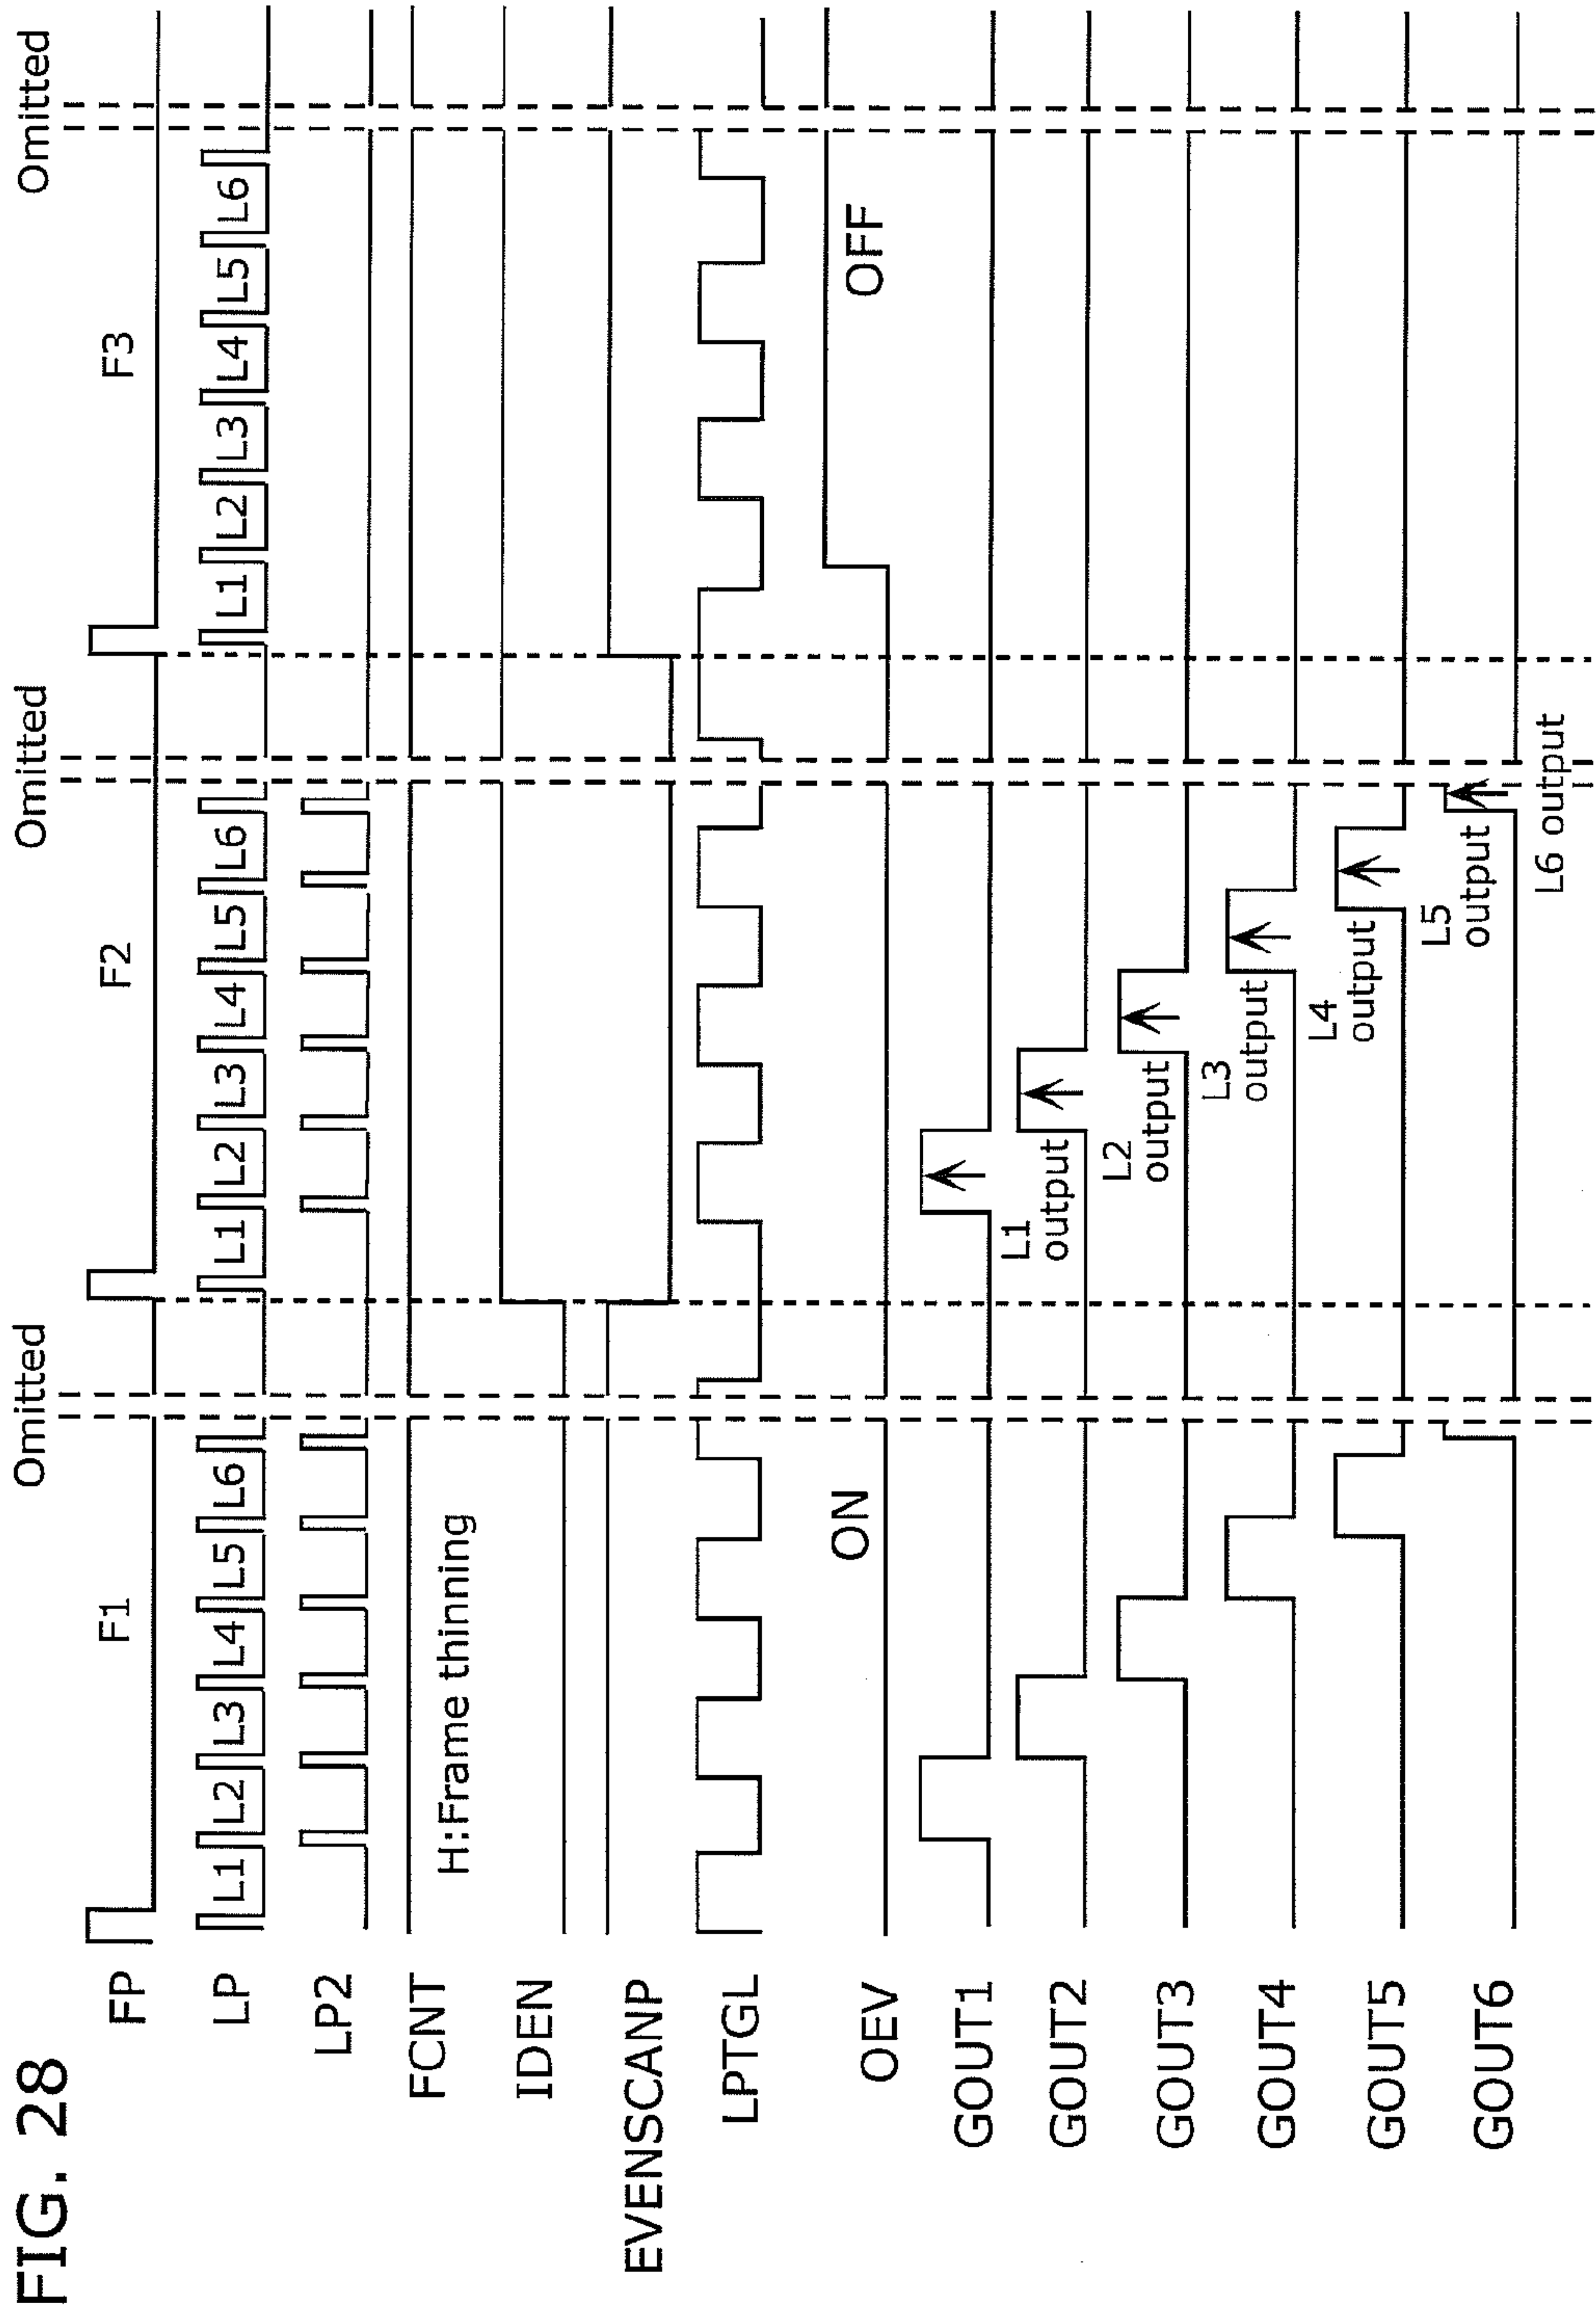 FIG. 28
Omitted
Omitted
Omitted
FP
F1
F2
F3
LP
L1 L2 L3 L4 L5 L6
L1 L2 L3 L4 L5 L6
L1 L2 L3 L4 L5 L6
LP2
FCNT
H:Frame thinning
IDEN
EVENSCANP
LPTGL
OEV
ON
OFF
GOUT1
L1
output
GOUT2
L2
output
GOUT3
L3
output
GOUT4
L4
output
GOUT5
L5
output
GOUT6
L6 output